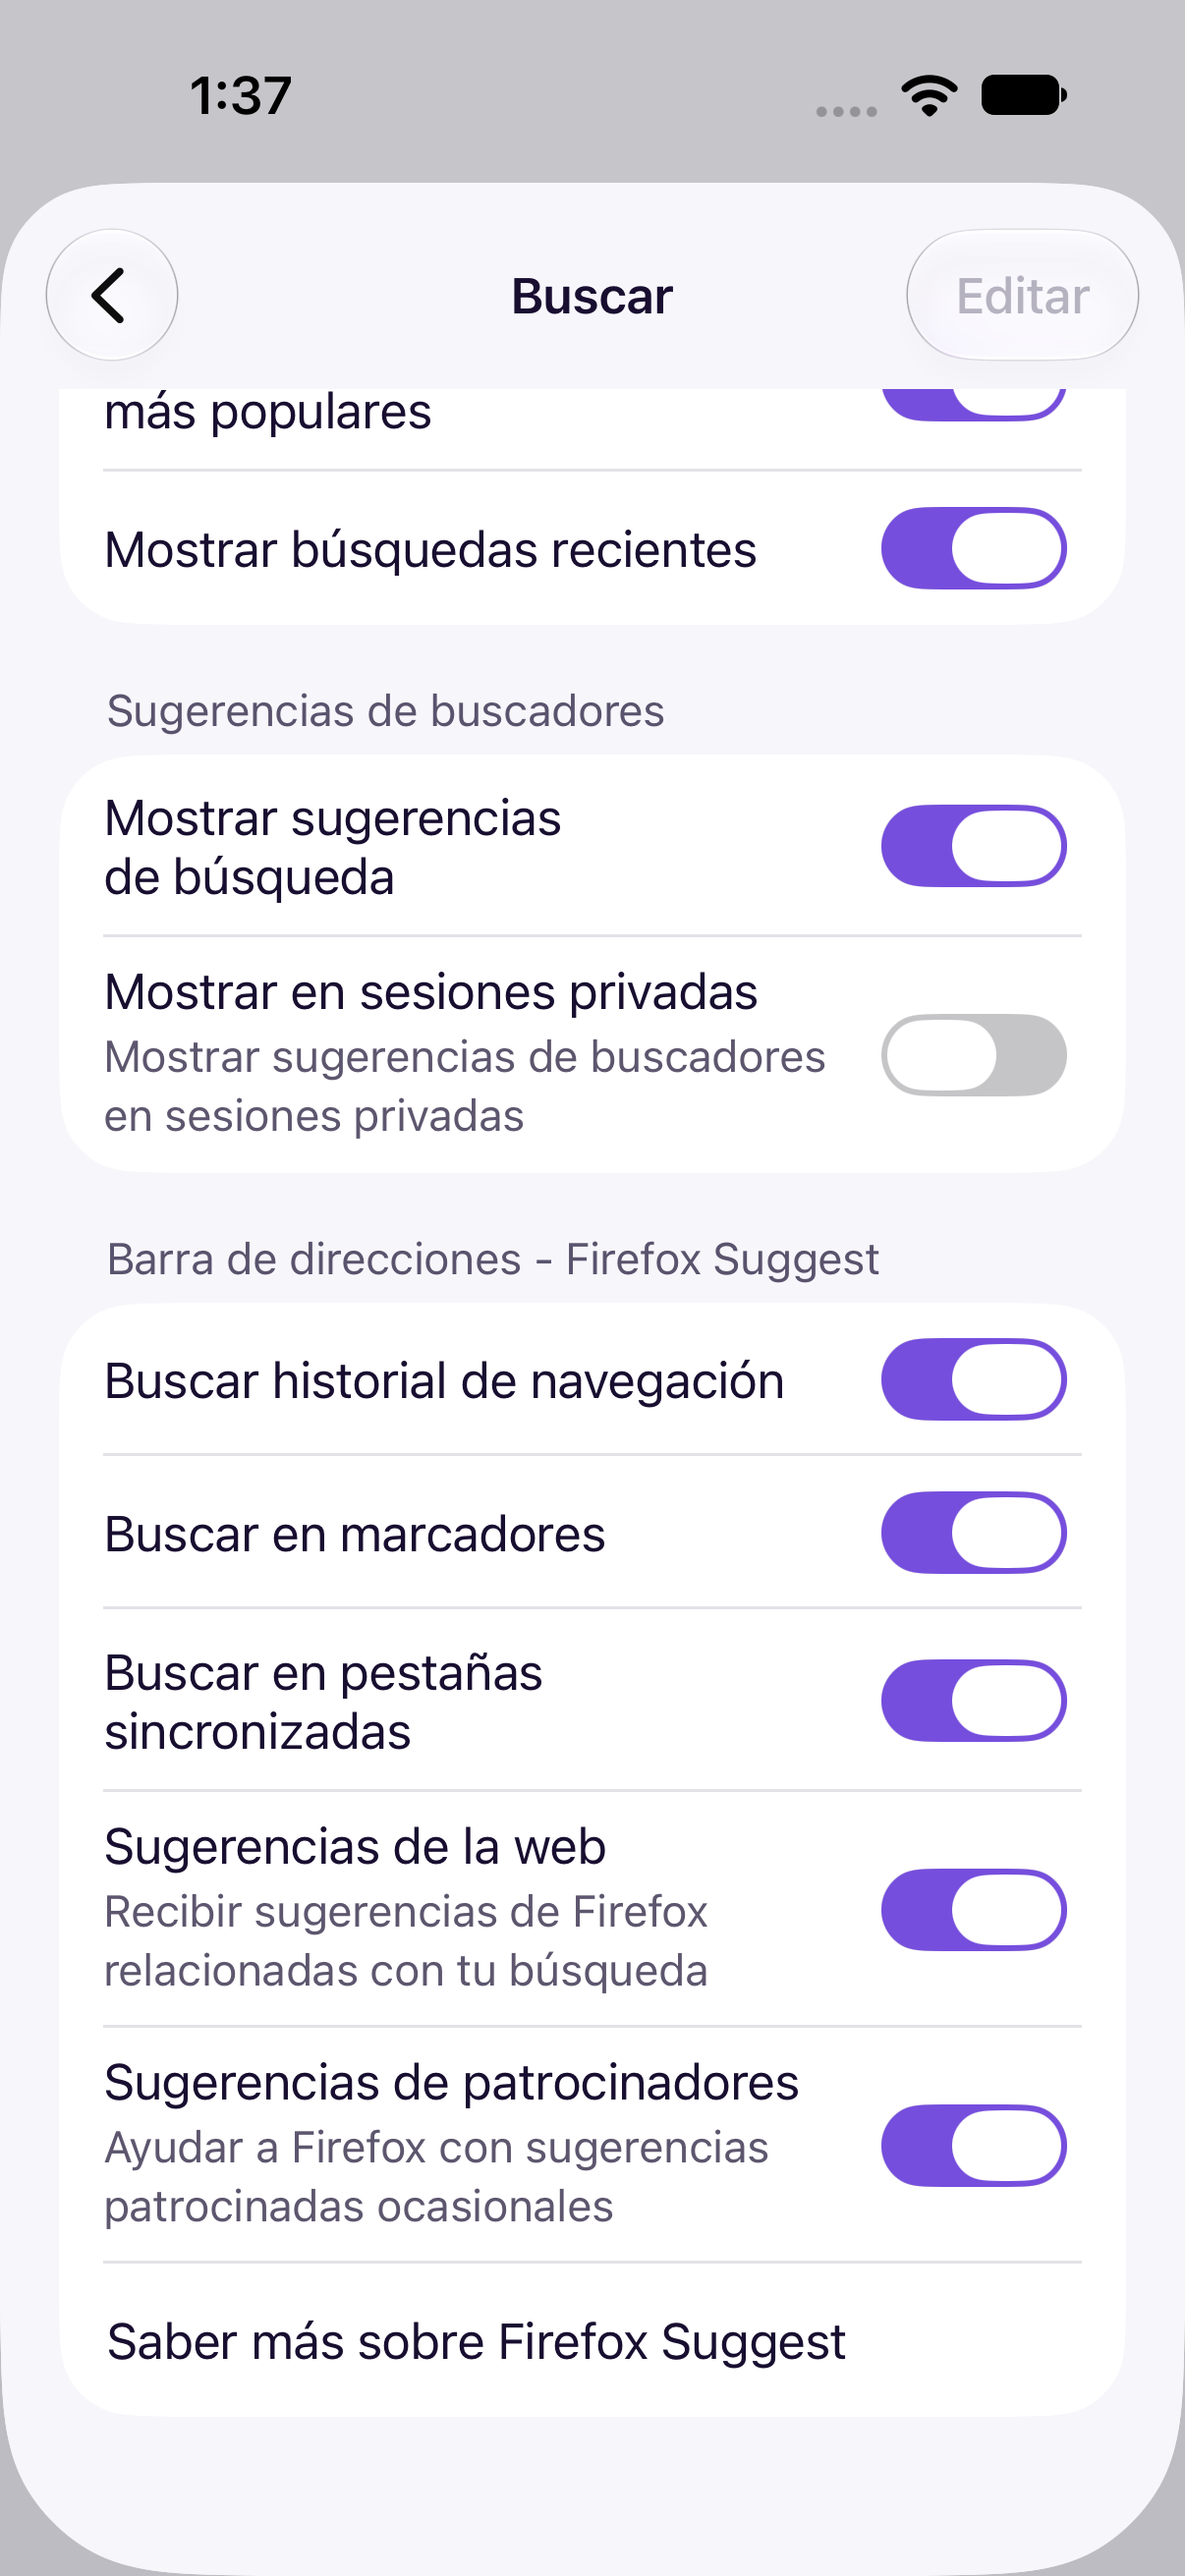 1:37
Buscar
Editar
más populares
Mostrar búsquedas recientes
Sugerencias de buscadores
Mostrar sugerencias
de búsqueda
Mostrar en sesiones privadas
Mostrar sugerencias de buscadores
en sesiones privadas
Barra de direcciones - Firefox Suggest
Buscar historial de navegación
Buscar en marcadores
Buscar en pestañas
sincronizadas
Sugerencias de la web
Recibir sugerencias de Firefox
relacionadas con tu búsqueda
Sugerencias de patrocinadores
Ayudar a Firefox con sugerencias
patrocinadas ocasionales
Saber más sobre Firefox Suggest